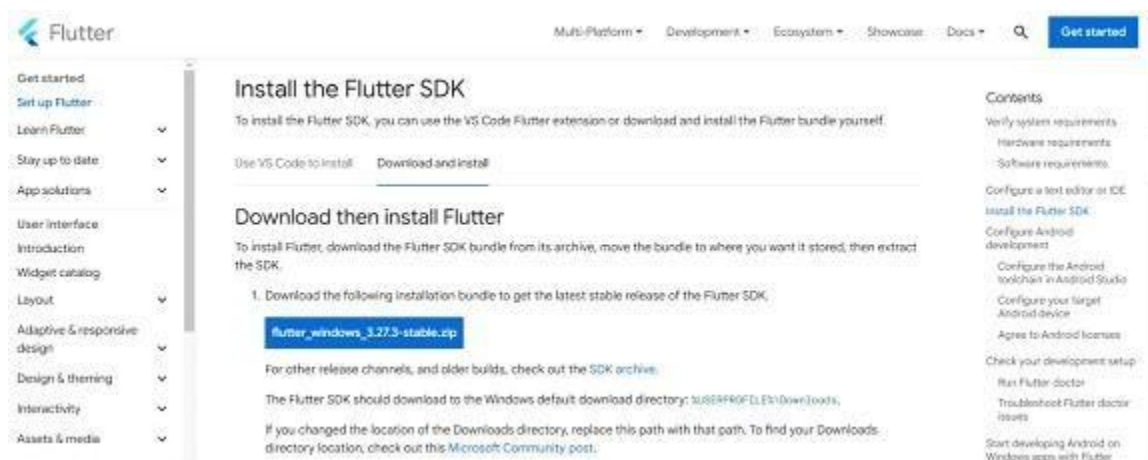 Flutter
Multi-Platform
Development
Ecosystem
Showcase
Docs
Get started
Get started
Set up Flutter
Learn Flutter
Stay up to date
App solutions
User interface
Introduction
Widget catalog
Layout
Adaptive & responsive
design
Design & theming
Interactivity
Assets & media
Install the Flutter SDK
To install the Flutter SDK, you can use the VS Code Flutter extension or download and install the Flutter bundle yourself.
Use VS Code to install
Download and install
Download then install Flutter
To install Flutter, download the Flutter SDK bundle from its archive, move the bundle to where you want it stored, then extract
the SDK.
1. Download the following installation bundle to get the latest stable release of the Flutter SDK.
flutter_windows_3.27.3-stable.zip
For other release channels, and older builds, check out the SDK archive.
The Flutter SDK should download to the Windows default download directory: %USERPROFILE%\Downloads.
If you changed the location of the Downloads directory, replace this path with that path. To find your Downloads
directory location, check out this Microsoft Community post.
Contents
Verify system requirements
Hardware requirements
Software requirements
Configure a text editor or IDE
Install the Flutter SDK
Configure Android
development
Configure the Android
toolchain in Android Studio
Configure your target
Android device
Agree to Android licenses
Check your development setup
Run Flutter doctor
Troubleshoot Flutter doctor
issues
Start developing Android on
Windows apps with Flutter